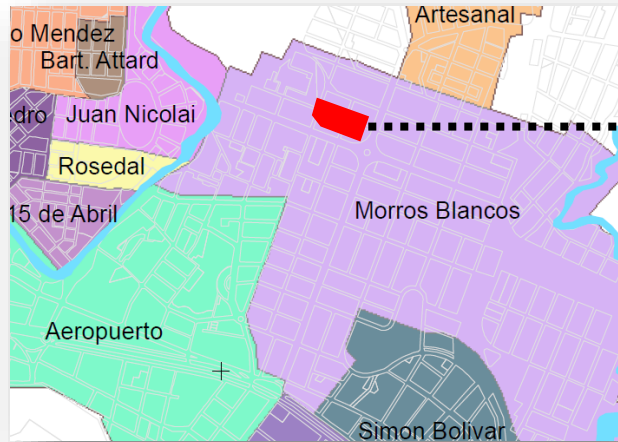 Artesanal
o Mendez
Bart. Attard
edro
Juan Nicolai
Rosedal
15 de Abril
Morros Blancos
Aeropuerto
Simon Bolivar